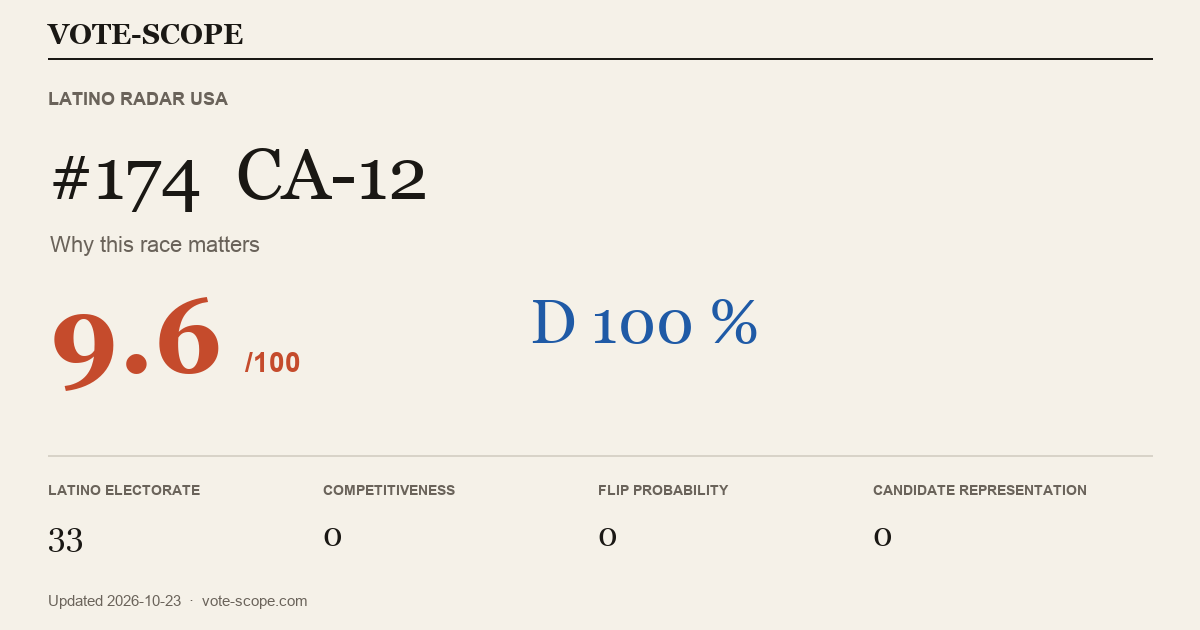 VOTE-SCOPE
LATINO RADAR USA
#174 CA-12
Why this race matters
9.6 /100
D 100 %
LATINO ELECTORATE COMPETITIVENESS FLIP PROBABILITY CANDIDATE REPRESENTATION
33 0 0 0
Updated 2026-10-23 · vote-scope.com